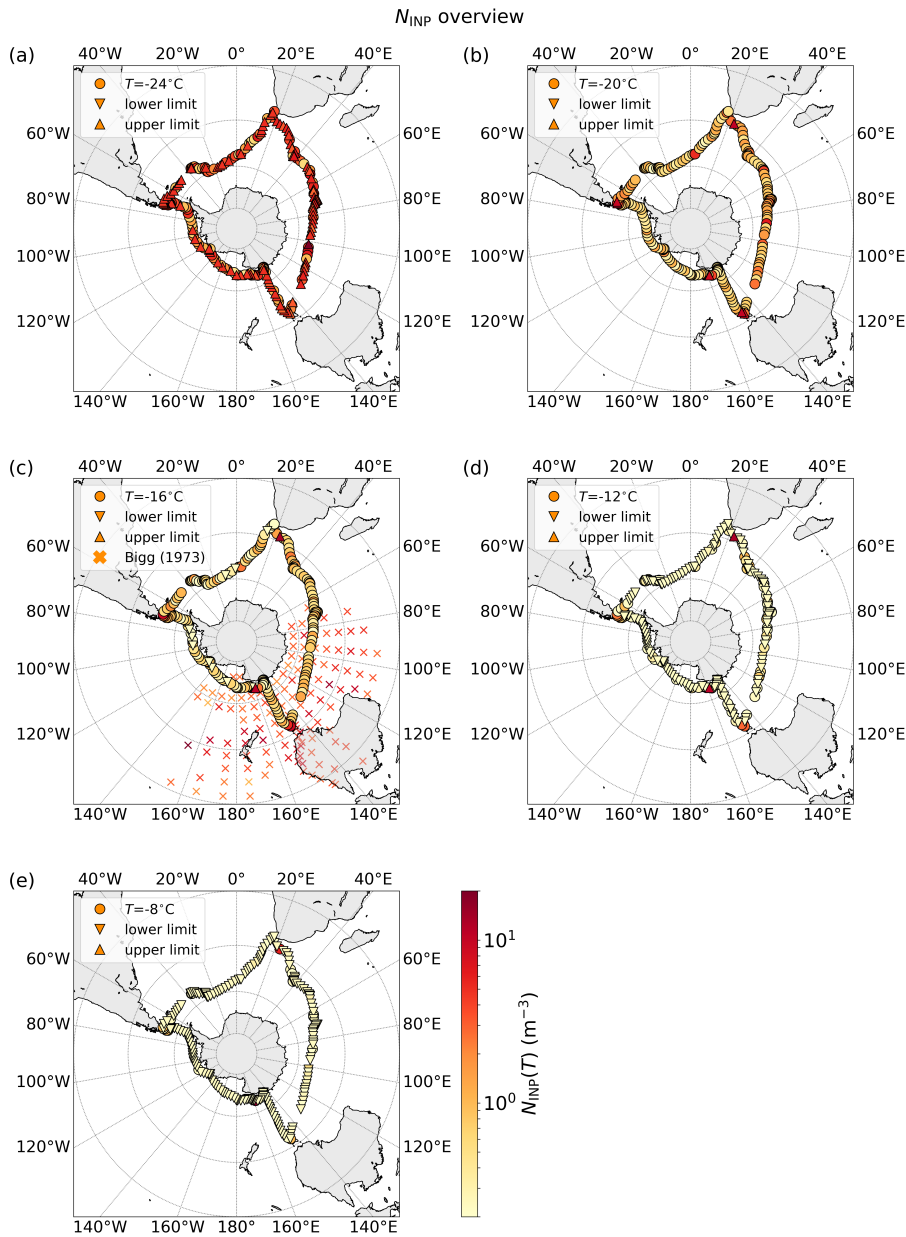 N_INP overview
(a)
40°W 20°W 0° 20°E 40°E
T=-24°C
lower limit
upper limit
60°W 60°E
80°W 80°E
100°W 100°E
120°W 120°E
140°W 160°W 180° 160°E 140°E
(b)
40°W 20°W 0° 20°E 40°E
T=-20°C
lower limit
upper limit
60°W 60°E
80°W 80°E
100°W 100°E
120°W 120°E
140°W 160°W 180° 160°E 140°E
(c)
40°W 20°W 0° 20°E 40°E
T=-16°C
lower limit
upper limit
Bigg (1973)
60°W 60°E
80°W 80°E
100°W 100°E
120°W 120°E
140°W 160°W 180° 160°E 140°E
(d)
40°W 20°W 0° 20°E 40°E
T=-12°C
lower limit
upper limit
60°W 60°E
80°W 80°E
100°W 100°E
120°W 120°E
140°W 160°W 180° 160°E 140°E
(e)
40°W 20°W 0° 20°E 40°E
T=-8°C
lower limit
upper limit
60°W 60°E
80°W 80°E
100°W 100°E
120°W 120°E
140°W 160°W 180° 160°E 140°E
10¹
10⁰
N_INP(T) (m⁻³)